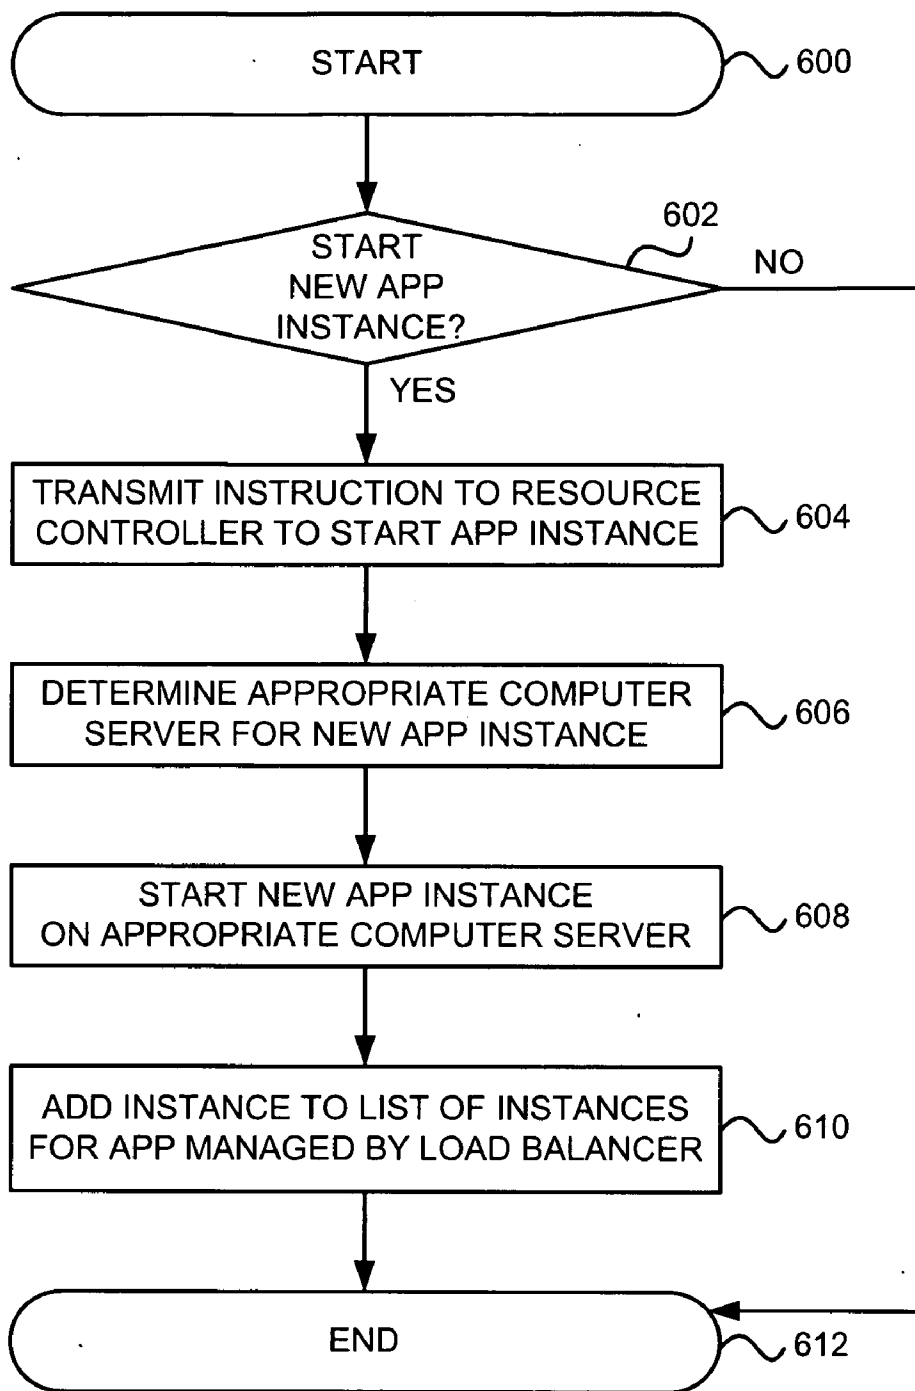 START
600
602
START
NEW APP
INSTANCE?
NO
YES
TRANSMIT INSTRUCTION TO RESOURCE
CONTROLLER TO START APP INSTANCE
604
DETERMINE APPROPRIATE COMPUTER
SERVER FOR NEW APP INSTANCE
606
START NEW APP INSTANCE
ON APPROPRIATE COMPUTER SERVER
608
ADD INSTANCE TO LIST OF INSTANCES
FOR APP MANAGED BY LOAD BALANCER
610
END
612